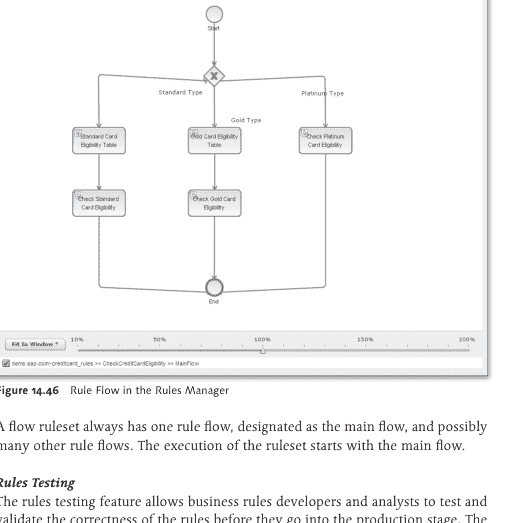 Start
Standard Type
Platinum Type
Gold Type
Standard Card
Eligibility Table
Gold Card Eligibility
Table
Check Platinum
Card Eligibility
Check Standard
Card Eligibility
Check Gold Card
Eligibility
End
Fit To Window *
10% 50% 100% 150% 200%
demo.sap.com~creditcard_rules >> CheckCreditCardEligibility >> MainFlow
Figure 14.46 Rule Flow in the Rules Manager
A flow ruleset always has one rule flow, designated as the main flow, and possibly
many other rule flows. The execution of the ruleset starts with the main flow.
Rules Testing
The rules testing feature allows business rules developers and analysts to test and
validate the correctness of the rules before they go into the production stage. The